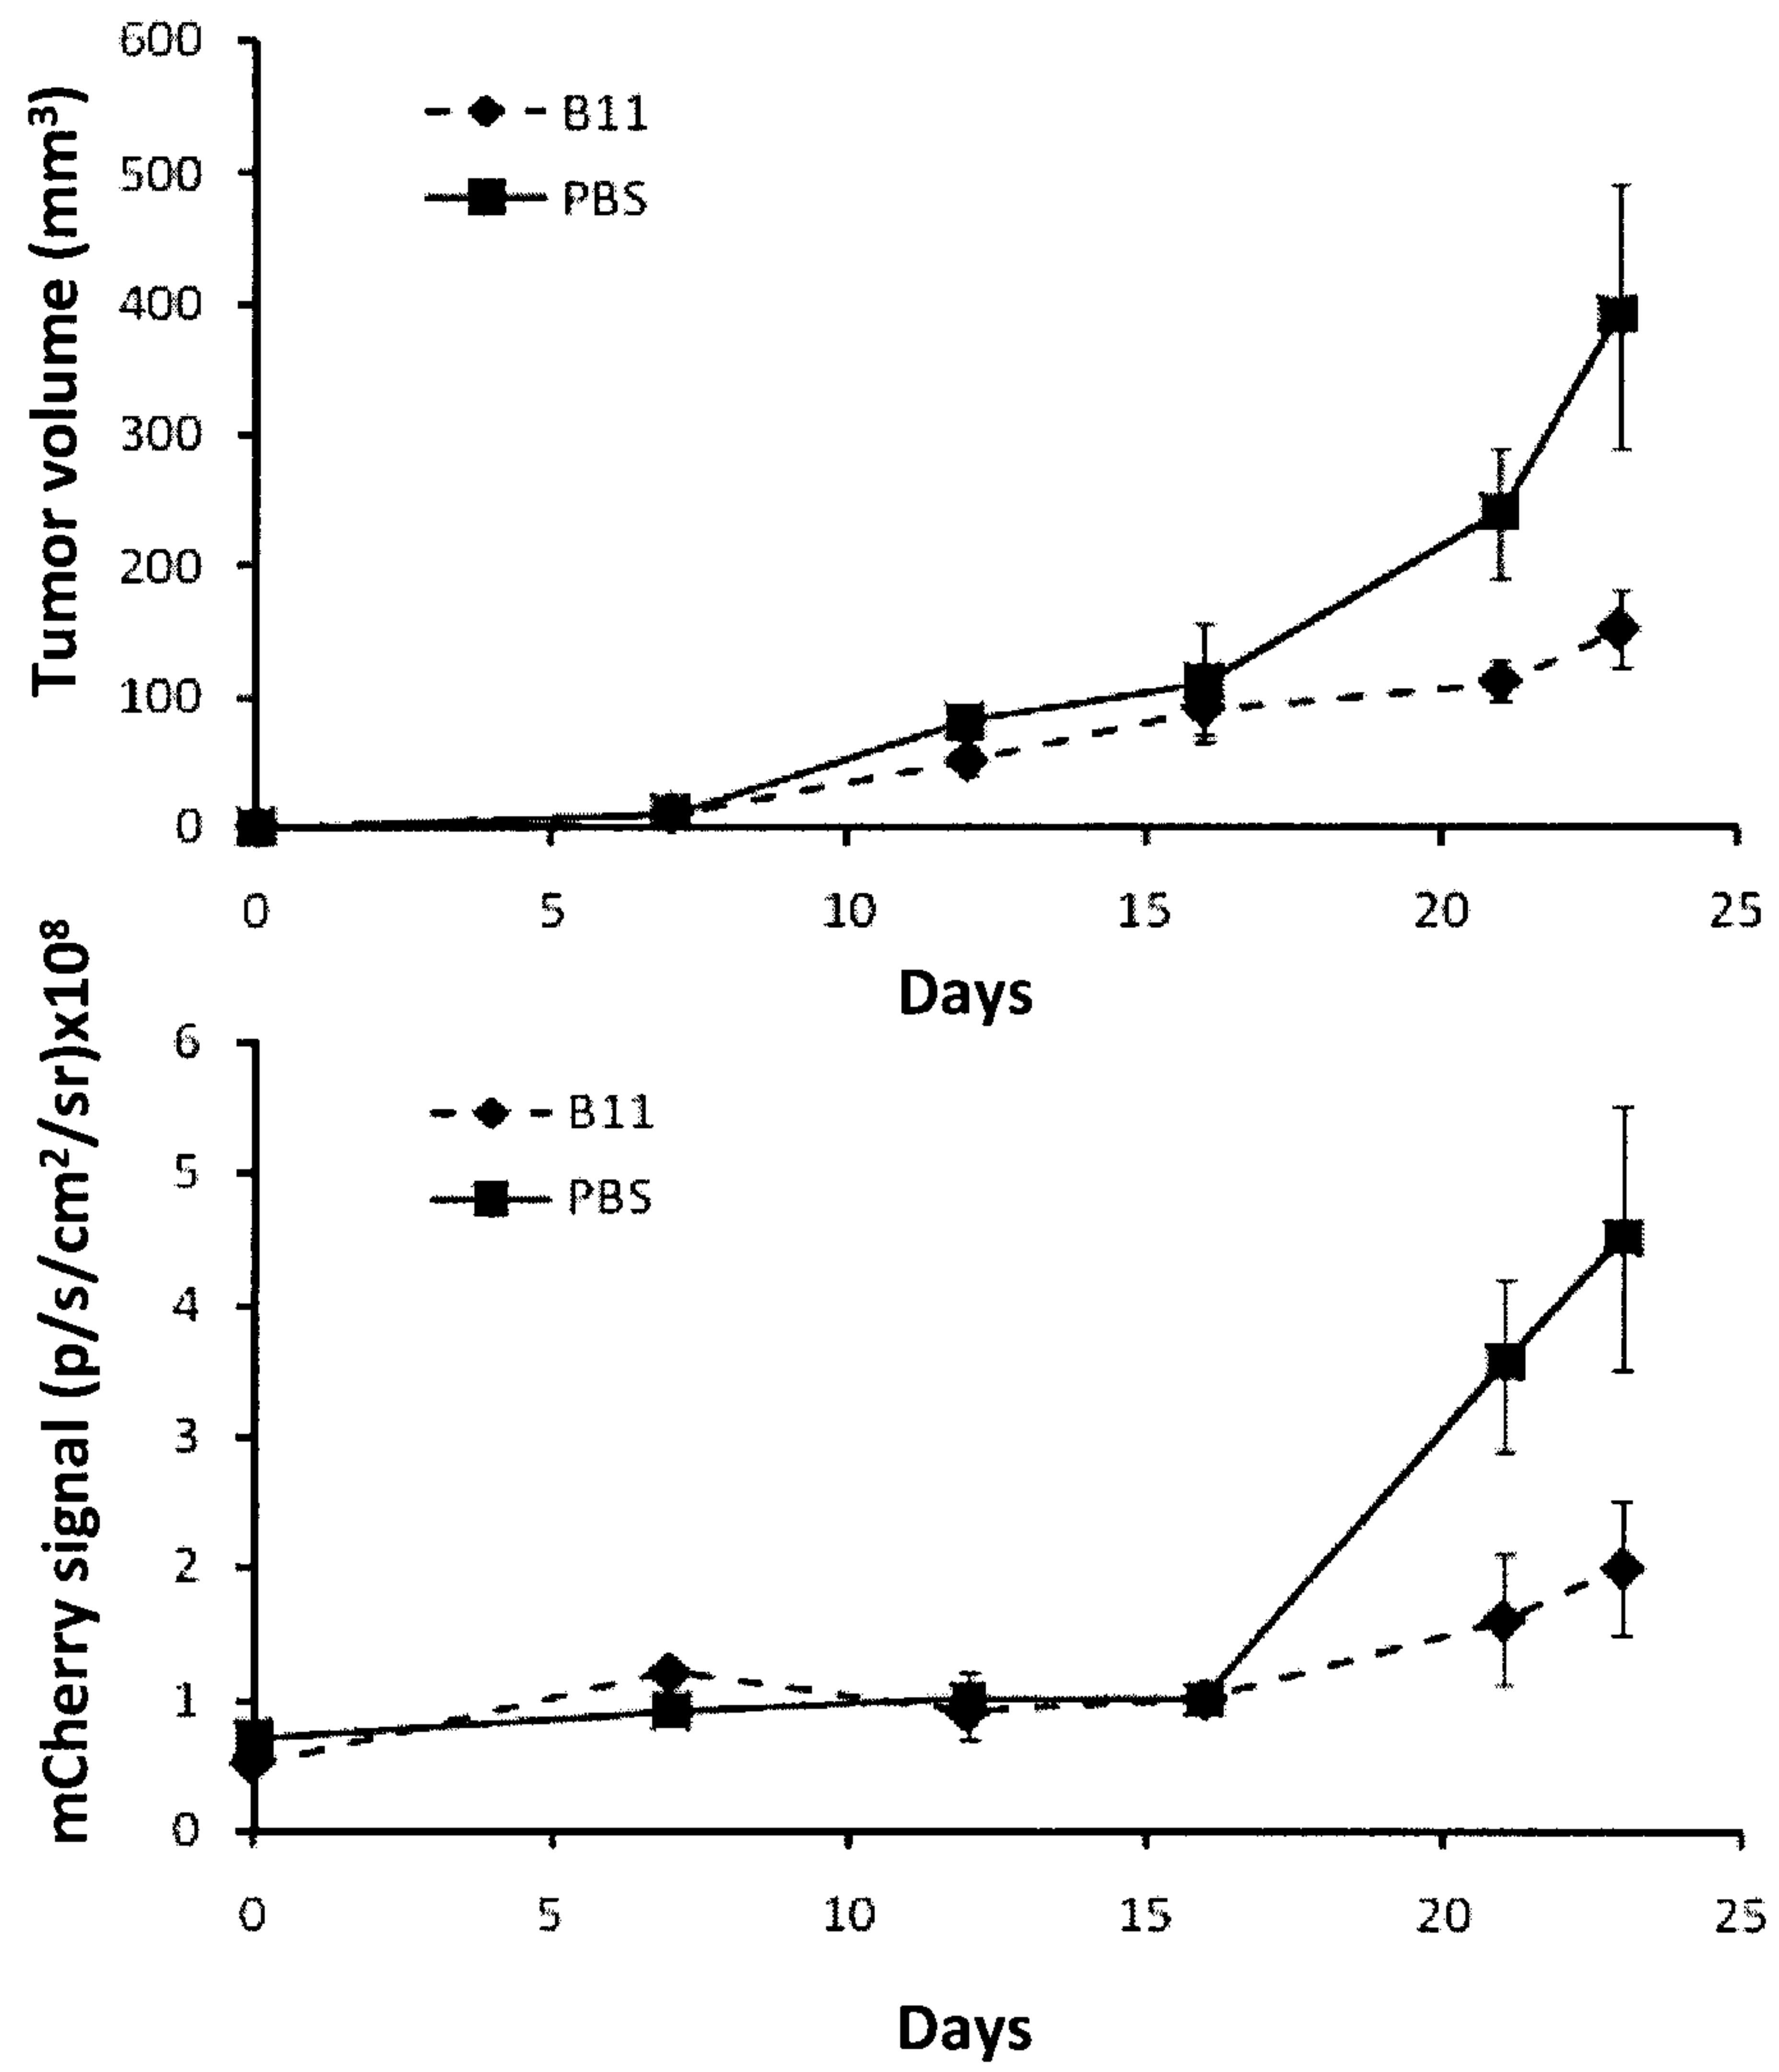 Tumor volume (mm³)
600
500
400
300
200
100
0
B11
PBS
0 5 10 15 20 25
Days
mCherry signal (p/s/cm²/sr)x10⁸
6
5
4
3
2
1
0
B11
PBS
0 5 10 15 20 25
Days